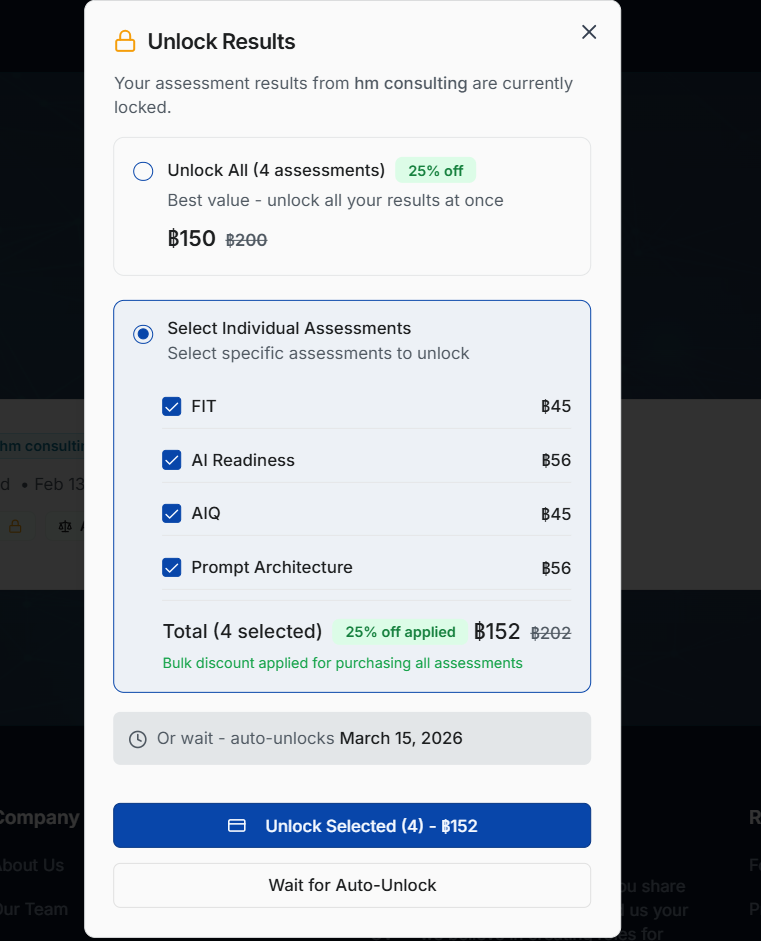 Unlock Results
Your assessment results from hm consulting are currently
locked.
Unlock All (4 assessments) 25% off
Best value - unlock all your results at once
฿150 ฿200
Select Individual Assessments
Select specific assessments to unlock
FIT ฿45
AI Readiness ฿56
AIQ ฿45
Prompt Architecture ฿56
Total (4 selected) 25% off applied ฿152 ฿202
Bulk discount applied for purchasing all assessments
Or wait - auto-unlocks March 15, 2026
Unlock Selected (4) - ฿152
Wait for Auto-Unlock
hm
d • Feb 13
Company
About Us
Our Team
share
us your
for